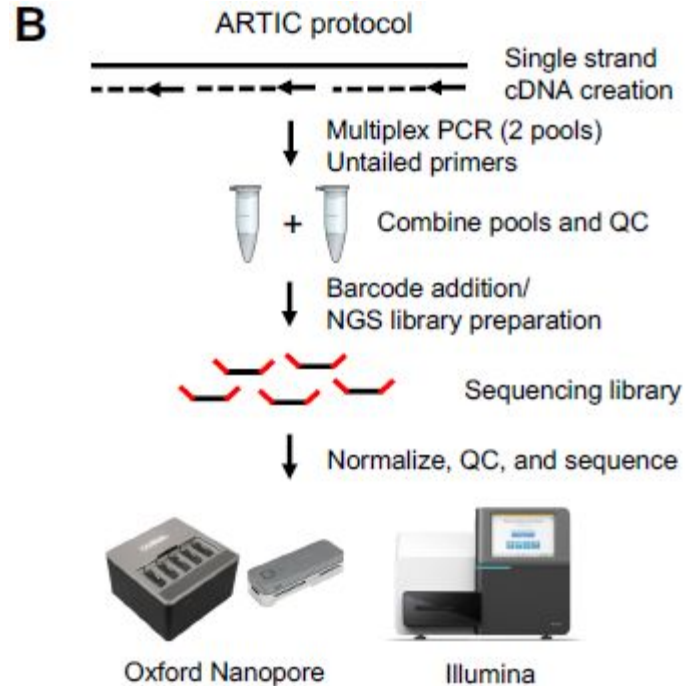 B
ARTIC protocol
Single strand
cDNA creation
Multiplex PCR (2 pools)
Untailed primers
+
Combine pools and QC
Barcode addition/
NGS library preparation
Sequencing library
Normalize, QC, and sequence
Oxford Nanopore
Illumina